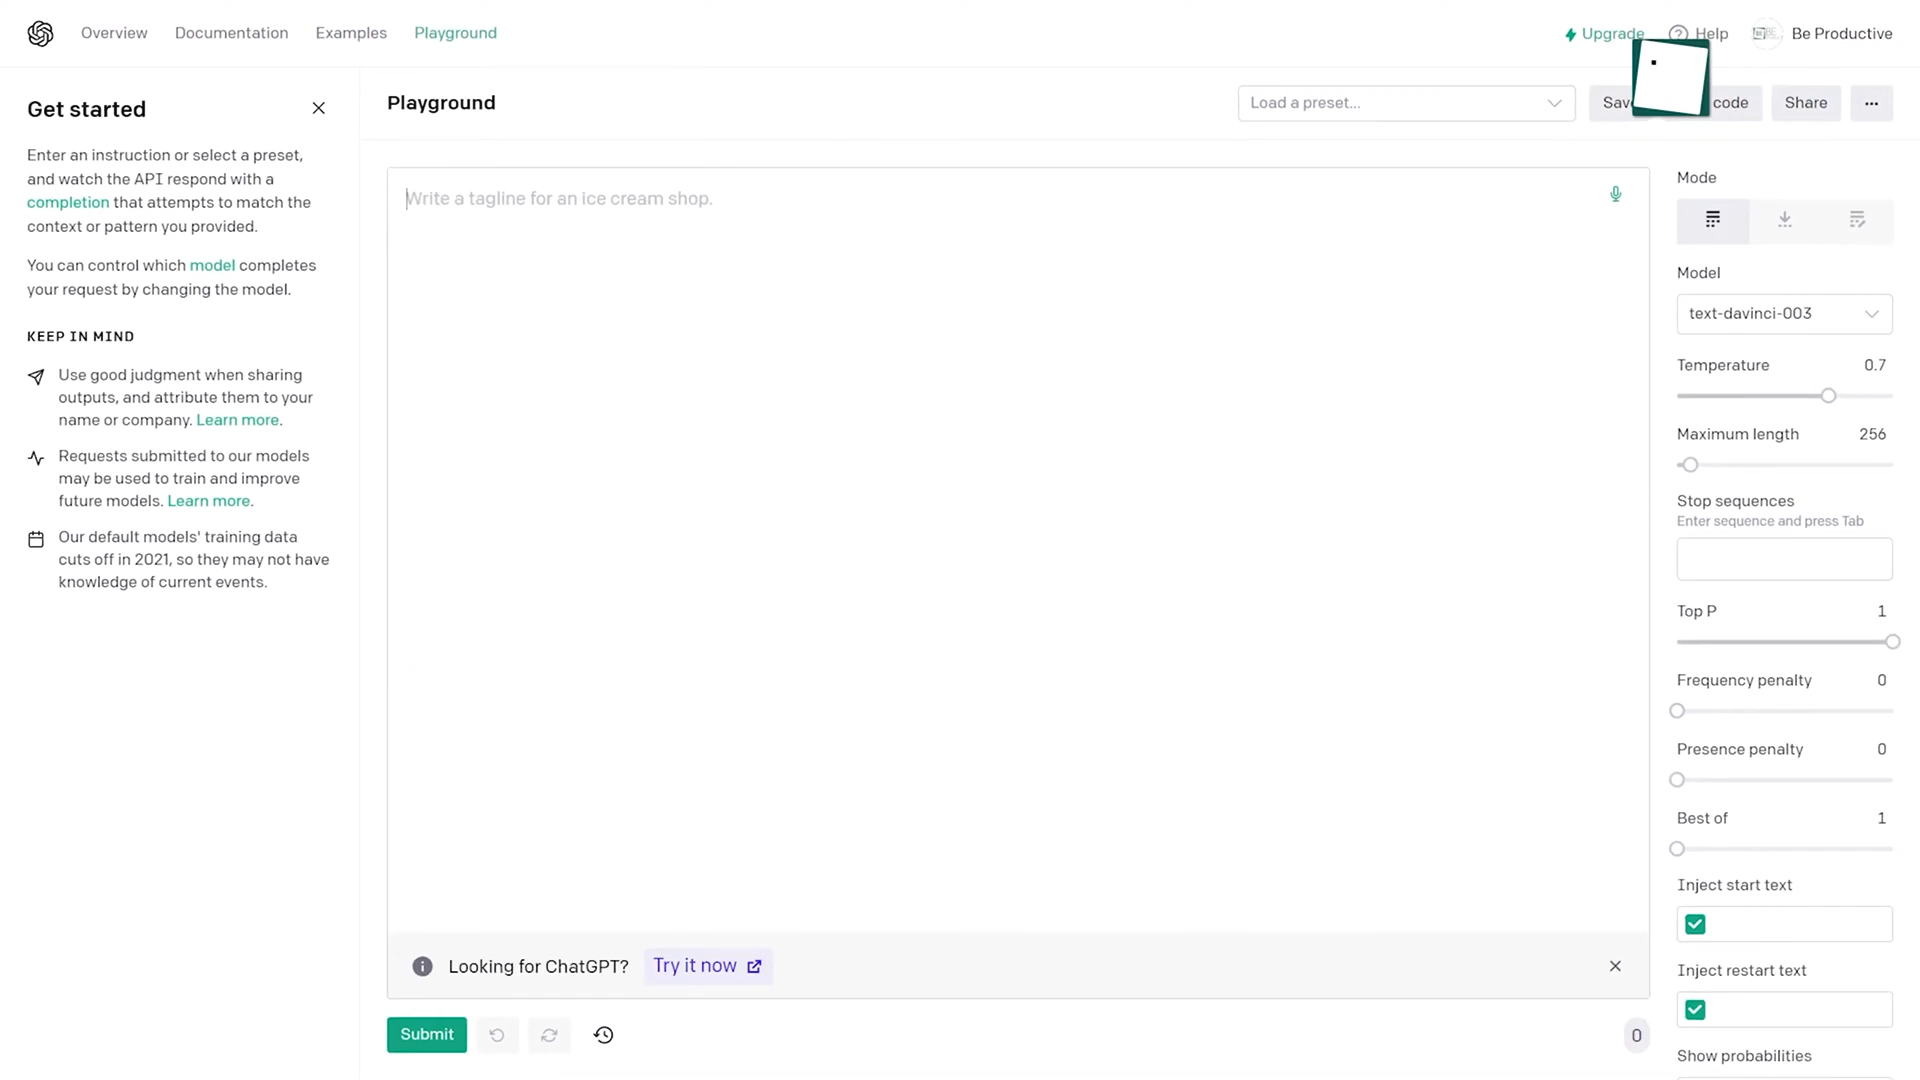 Overview Documentation Examples Playground Upgrade Help Be Productive
Get started
Enter an instruction or select a preset,
and watch the API respond with a
completion that attempts to match the
context or pattern you provided.
You can control which model completes
your request by changing the model.
KEEP IN MIND
Use good judgment when sharing
outputs, and attribute them to your
name or company. Learn more.
Requests submitted to our models
may be used to train and improve
future models. Learn more.
Our default models' training data
cuts off in 2021, so they may not have
knowledge of current events.
Playground
Load a preset... code Share ...
Write a tagline for an ice cream shop.
Looking for ChatGPT? Try it now
Submit
0
Mode
Model
text-davinci-003
Temperature 0.7
Maximum length 256
Stop sequences
Enter sequence and press Tab
Top P 1
Frequency penalty 0
Presence penalty 0
Best of 1
Inject start text
Inject restart text
Show probabilities